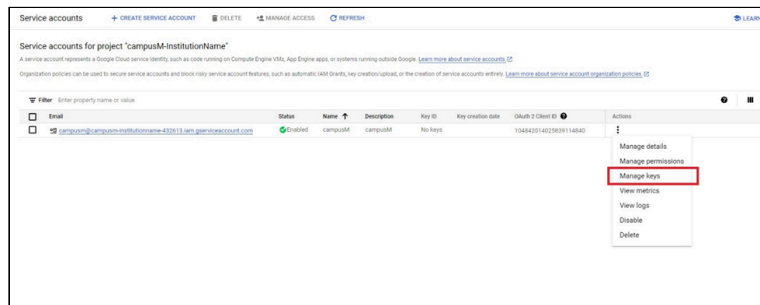 Service accounts + CREATE SERVICE ACCOUNT DELETE MANAGE ACCESS REFRESH LEARN
Service accounts for project "campusM-InstitutionName"
A service account represents a Google Cloud service identity, such as code running on Compute Engine VMs, App Engine apps, or systems running outside Google. Learn more about service accounts.
Organization policies can be used to secure service accounts and block risky service account features, such as automatic IAM Grants, key creation/upload, or the creation of service accounts entirely. Learn more about service account organization policies.
Filter Enter property name or value
Email Status Name Description Key ID Key creation date OAuth 2 Client ID Actions
campusm@campusm-institutionname-432613.iam.gserviceaccount.com Enabled campusM campusM No keys 104842014023839114840
Manage details
Manage permissions
Manage keys
View metrics
View logs
Disable
Delete